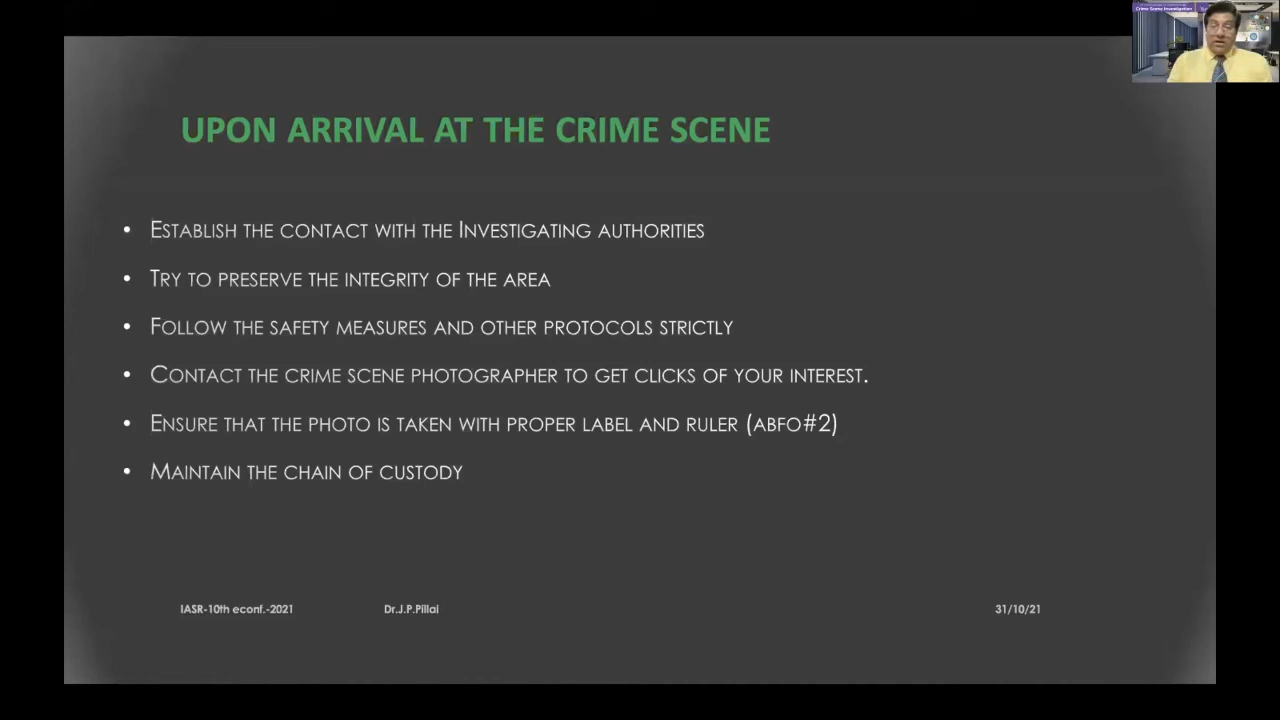 Crime Scene Investigation
UPON ARRIVAL AT THE CRIME SCENE
• ESTABLISH THE CONTACT WITH THE INVESTIGATING AUTHORITIES
• TRY TO PRESERVE THE INTEGRITY OF THE AREA
• FOLLOW THE SAFETY MEASURES AND OTHER PROTOCOLS STRICTLY
• CONTACT THE CRIME SCENE PHOTOGRAPHER TO GET CLICKS OF YOUR INTEREST.
• ENSURE THAT THE PHOTO IS TAKEN WITH PROPER LABEL AND RULER (ABFO#2)
• MAINTAIN THE CHAIN OF CUSTODY
IASR-10th econf.-2021 Dr.J.P.Pillai 31/10/21